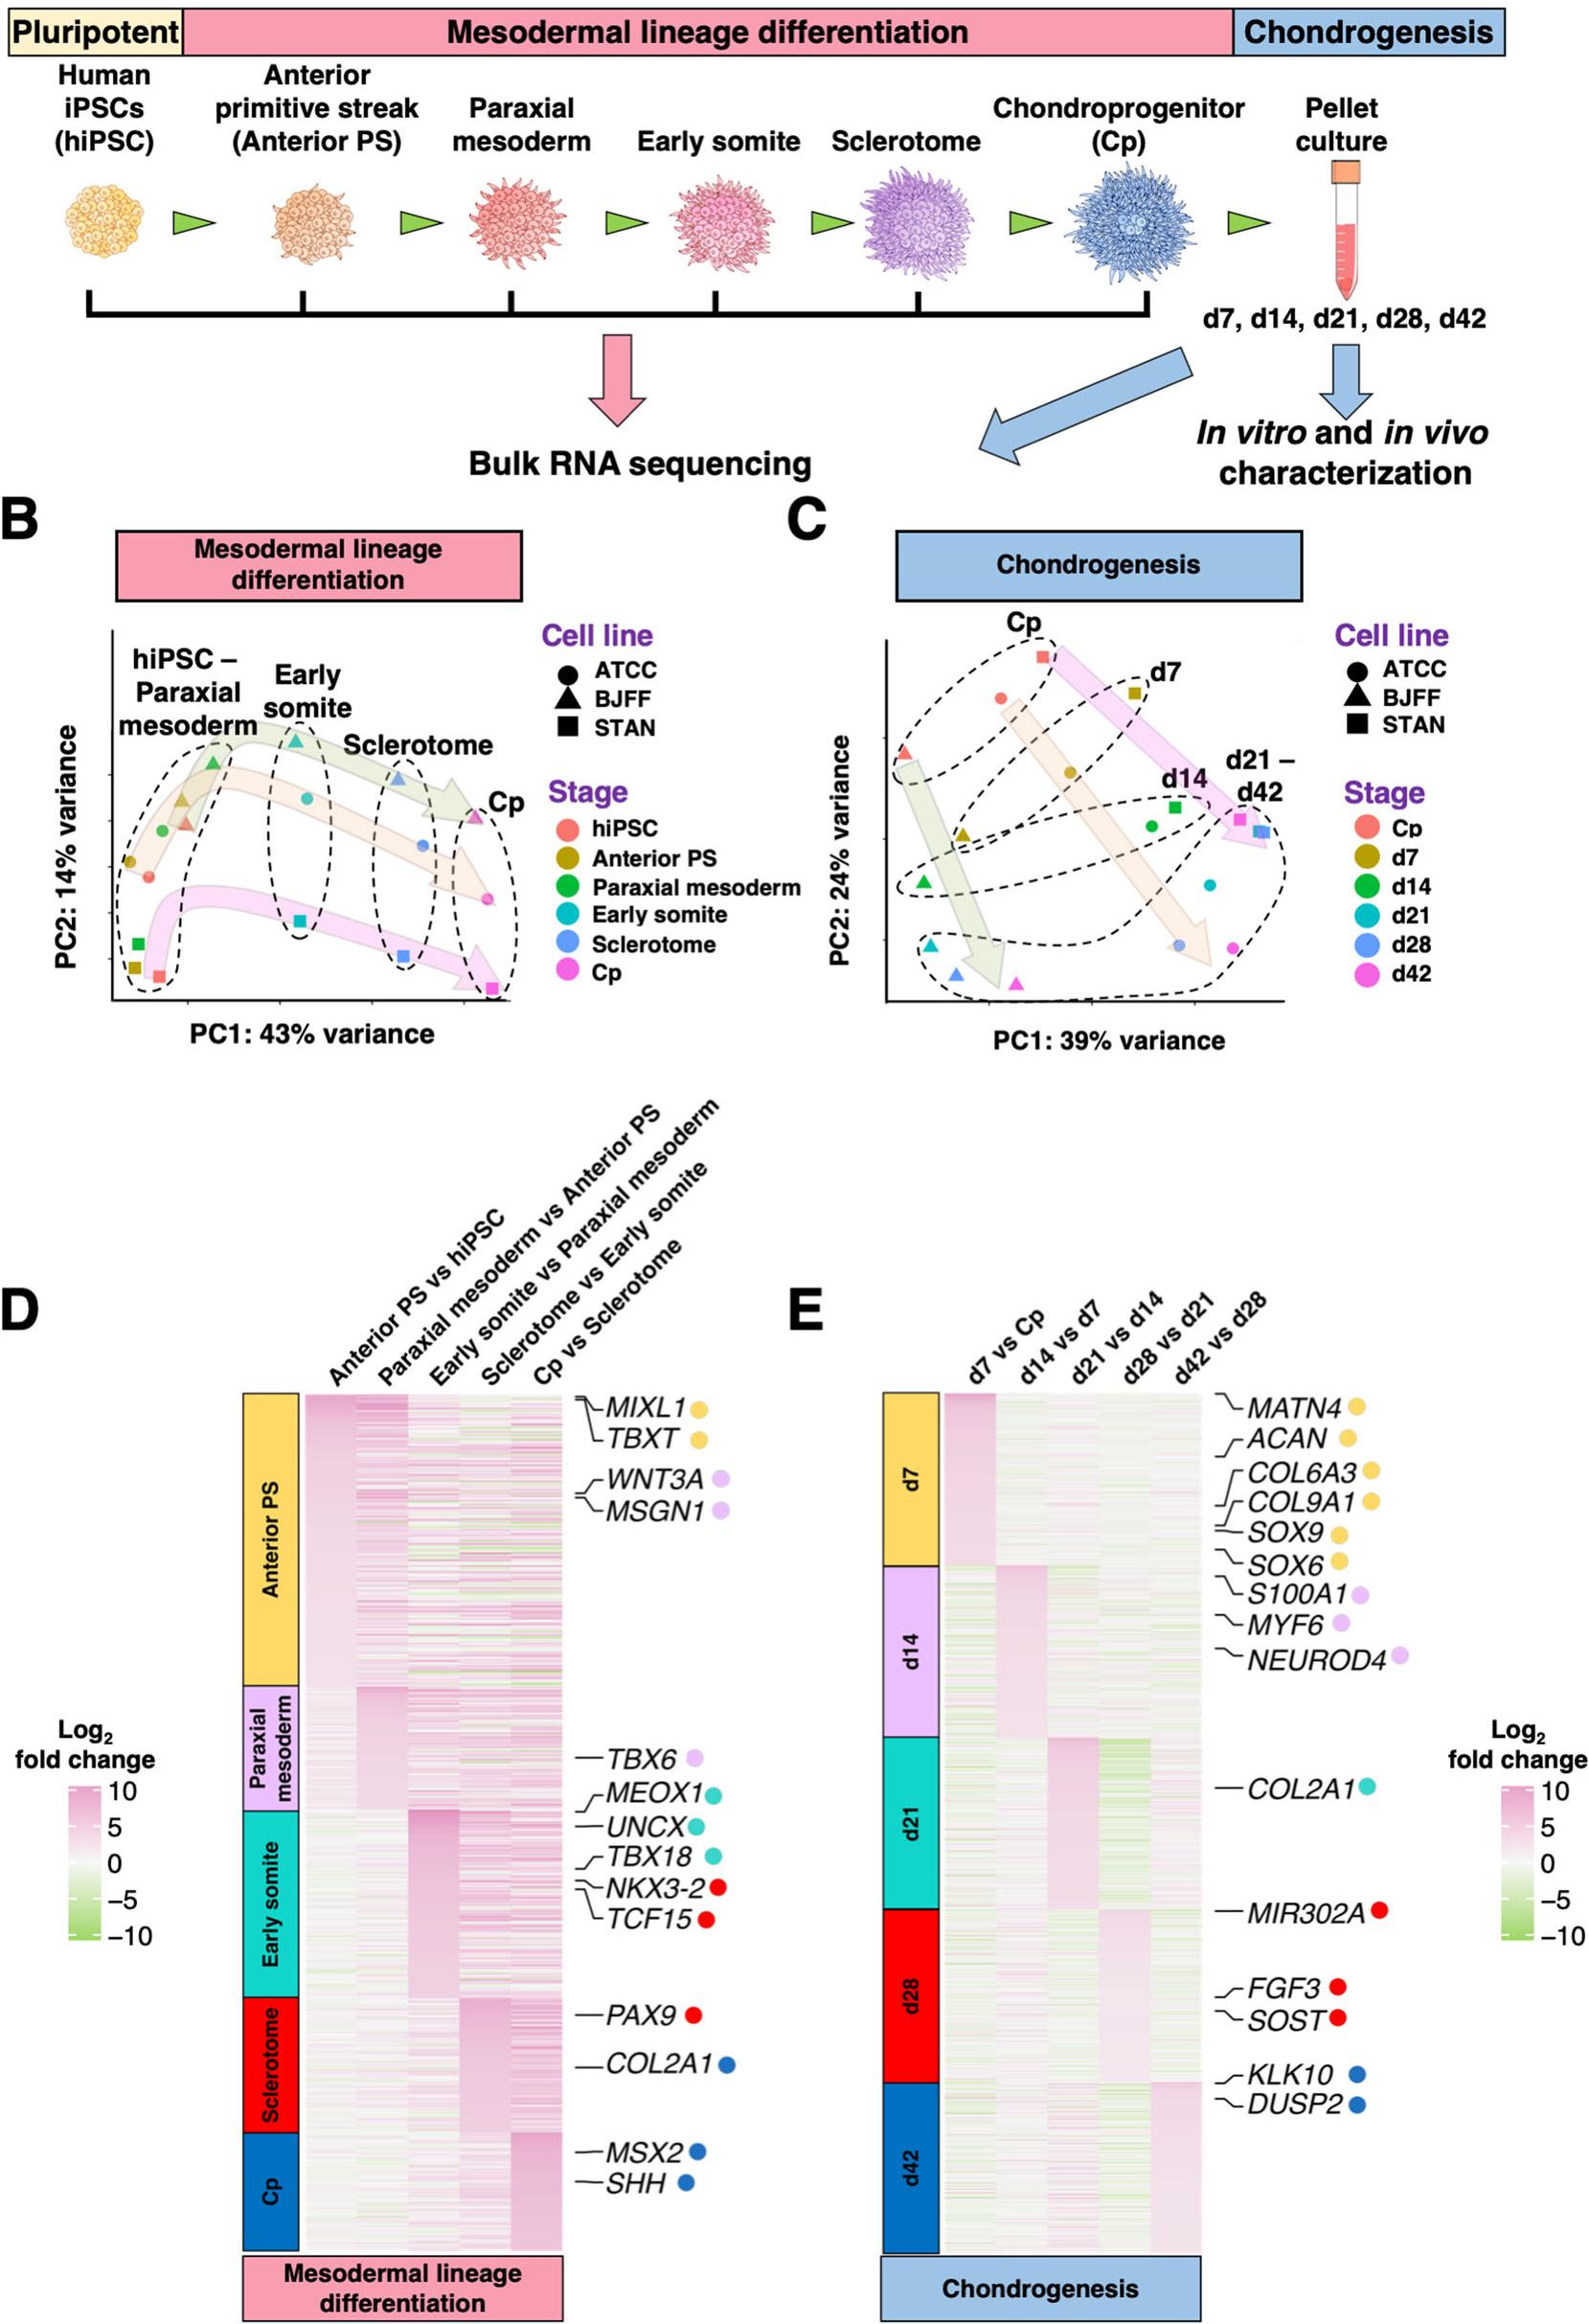 Pluripotent
Mesodermal lineage differentiation
Chondrogenesis
Human
iPSCs
(hiPSC)
Anterior
primitive streak
(Anterior PS)
Paraxial
mesoderm
Early somite
Sclerotome
Chondroprogenitor
(Cp)
Pellet
culture
d7, d14, d21, d28, d42
Bulk RNA sequencing
In vitro and in vivo
characterization
B
Mesodermal lineage
differentiation
hiPSC –
Paraxial
mesoderm
Early
somite
Sclerotome
Cp
PC2: 14% variance
PC1: 43% variance
Cell line
ATCC
BJFF
STAN
Stage
hiPSC
Anterior PS
Paraxial mesoderm
Early somite
Sclerotome
Cp
C
Chondrogenesis
Cp
d7
d14
d21 –
d42
PC2: 24% variance
PC1: 39% variance
Cell line
ATCC
BJFF
STAN
Stage
Cp
d7
d14
d21
d28
d42
D
Anterior PS vs hiPSC
Paraxial mesoderm vs Anterior PS
Early somite vs Paraxial mesoderm
Sclerotome vs Early somite
Cp vs Sclerotome
Anterior PS
Paraxial
mesoderm
Early somite
Sclerotome
Cp
MIXL1
TBXT
WNT3A
MSGN1
TBX6
MEOX1
UNCX
TBX18
NKX3-2
TCF15
PAX9
COL2A1
MSX2
SHH
Log2
fold change
10
5
0
−5
−10
Mesodermal lineage
differentiation
E
d7 vs Cp
d14 vs d7
d21 vs d14
d28 vs d21
d42 vs d28
d7
d14
d21
d28
d42
MATN4
ACAN
COL6A3
COL9A1
SOX9
SOX6
S100A1
MYF6
NEUROD4
COL2A1
MIR302A
FGF3
SOST
KLK10
DUSP2
Log2
fold change
10
5
0
−5
−10
Chondrogenesis